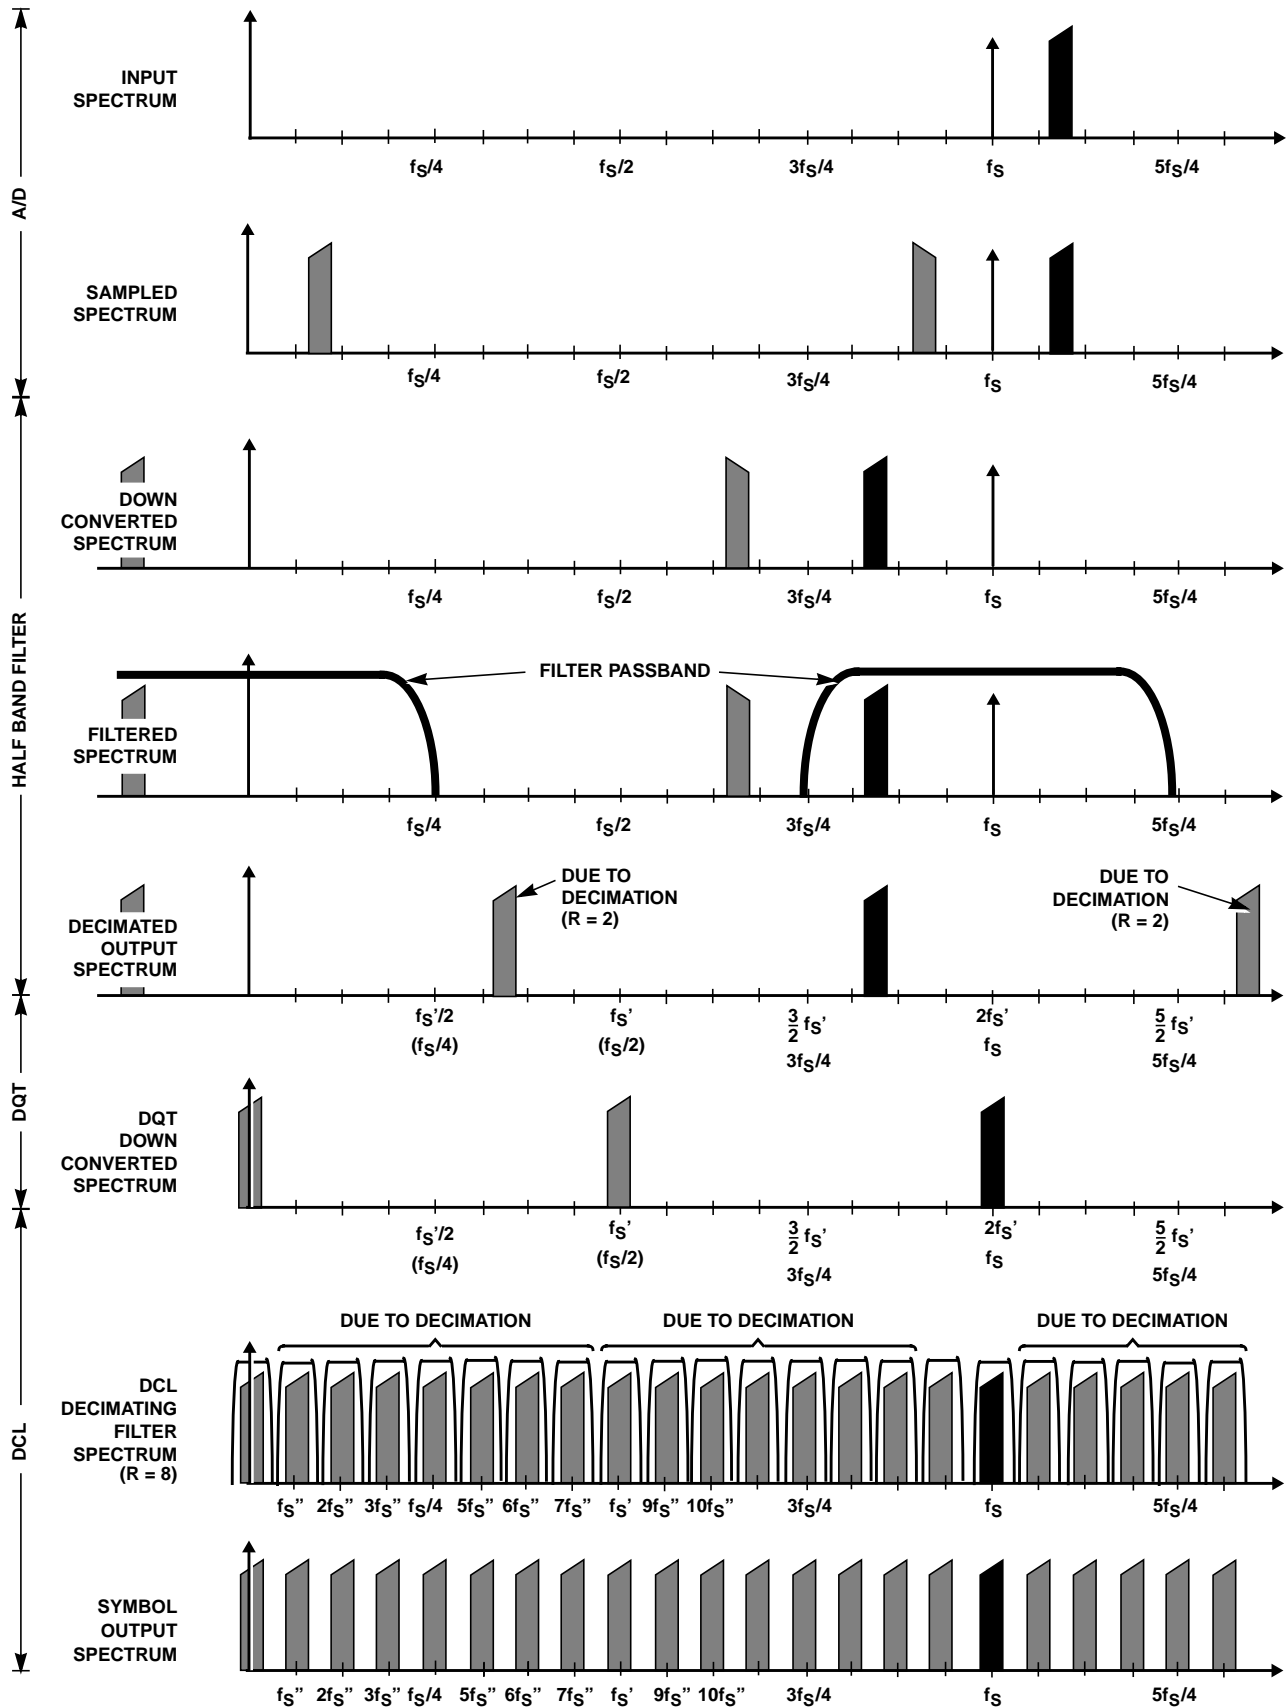 A/D
INPUT
SPECTRUM
fS/4 fS/2 3fS/4 fS 5fS/4
SAMPLED
SPECTRUM
fS/4 fS/2 3fS/4 fS 5fS/4
HALF BAND FILTER
DOWN
CONVERTED
SPECTRUM
fS/4 fS/2 3fS/4 fS 5fS/4
FILTER PASSBAND
FILTERED
SPECTRUM
fS/4 fS/2 3fS/4 fS 5fS/4
DUE TO
DECIMATION
(R = 2)
DUE TO
DECIMATION
(R = 2)
DECIMATED
OUTPUT
SPECTRUM
fS’/2 fS’ 3/2 fS’ 2fS’ 5/2 fS’
(fS/4) (fS/2) 3fS/4 fS 5fS/4
DQT
DQT
DOWN
CONVERTED
SPECTRUM
fS’/2 fS’ 3/2 fS’ 2fS’ 5/2 fS’
(fS/4) (fS/2) 3fS/4 fS 5fS/4
DCL
DUE TO DECIMATION DUE TO DECIMATION DUE TO DECIMATION
DCL
DECIMATING
FILTER
SPECTRUM
(R = 8)
fS” 2fS” 3fS” fS/4 5fS” 6fS” 7fS” fS’ 9fS” 10fS” 3fS/4 fS 5fS/4
SYMBOL
OUTPUT
SPECTRUM
fS” 2fS” 3fS” fS/4 5fS” 6fS” 7fS” fS’ 9fS” 10fS” 3fS/4 fS 5fS/4